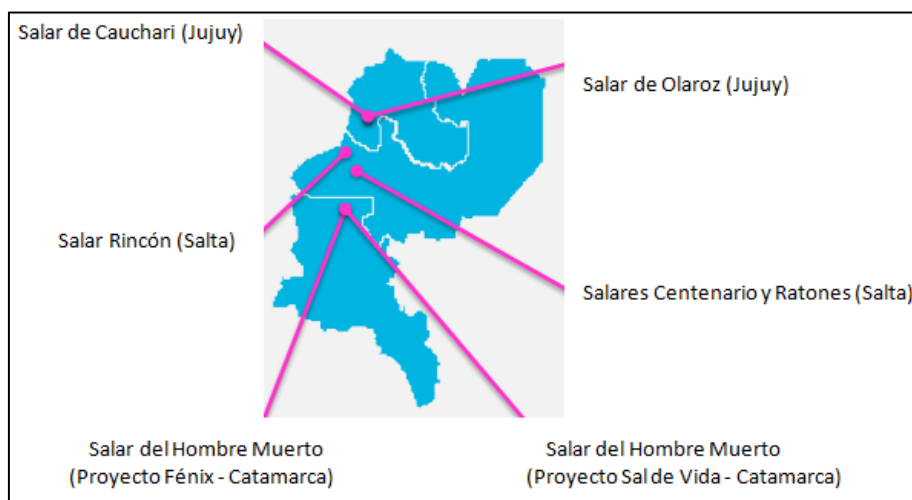 Salar de Cauchari (Jujuy)
Salar de Olaroz (Jujuy)
Salar Rincón (Salta)
Salares Centenario y Ratones (Salta)
Salar del Hombre Muerto
(Proyecto Fénix - Catamarca)
Salar del Hombre Muerto
(Proyecto Sal de Vida - Catamarca)